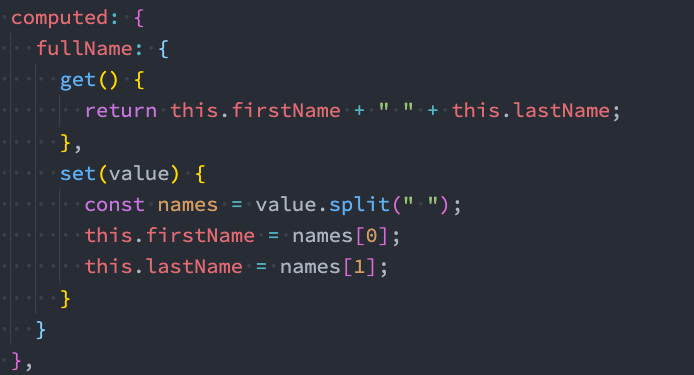 computed: {
  fullName: {
    get() {
      return this.firstName + " " + this.lastName;
    },
    set(value) {
      const names = value.split(" ");
      this.firstName = names[0];
      this.lastName = names[1];
    }
  }
},